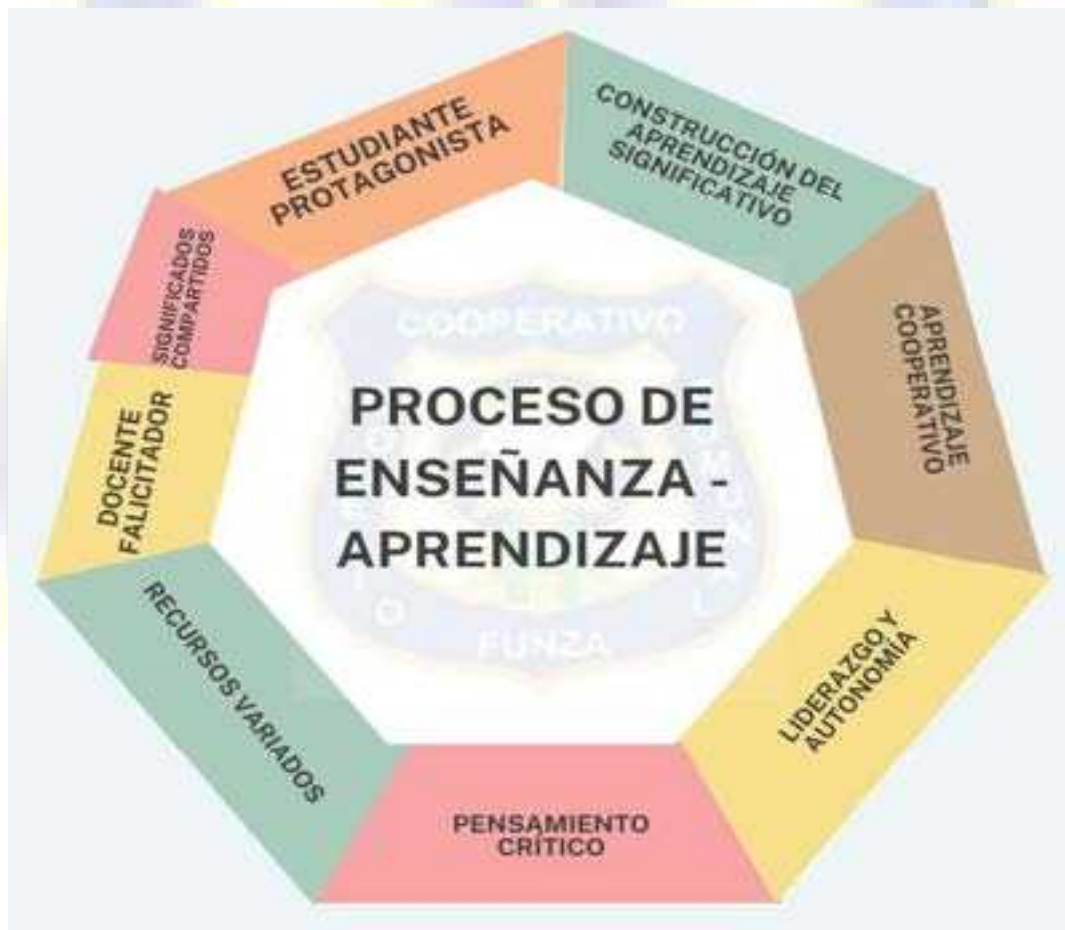 ESTUDIANTE
PROTAGONISTA
CONSTRUCCIÓN DEL
APRENDIZAJE
SIGNIFICATIVO
APRENDIZAJE
COOPERATIVO
LIDERAZGO Y
AUTONOMÍA
PENSAMIENTO
CRÍTICO
RECURSOS VARIADOS
DOCENTE
FALICITADOR
SIGNIFICADOS
COMPARTIDOS
PROCESO DE
ENSEÑANZA -
APRENDIZAJE
COOPERATIVO
FUNZA